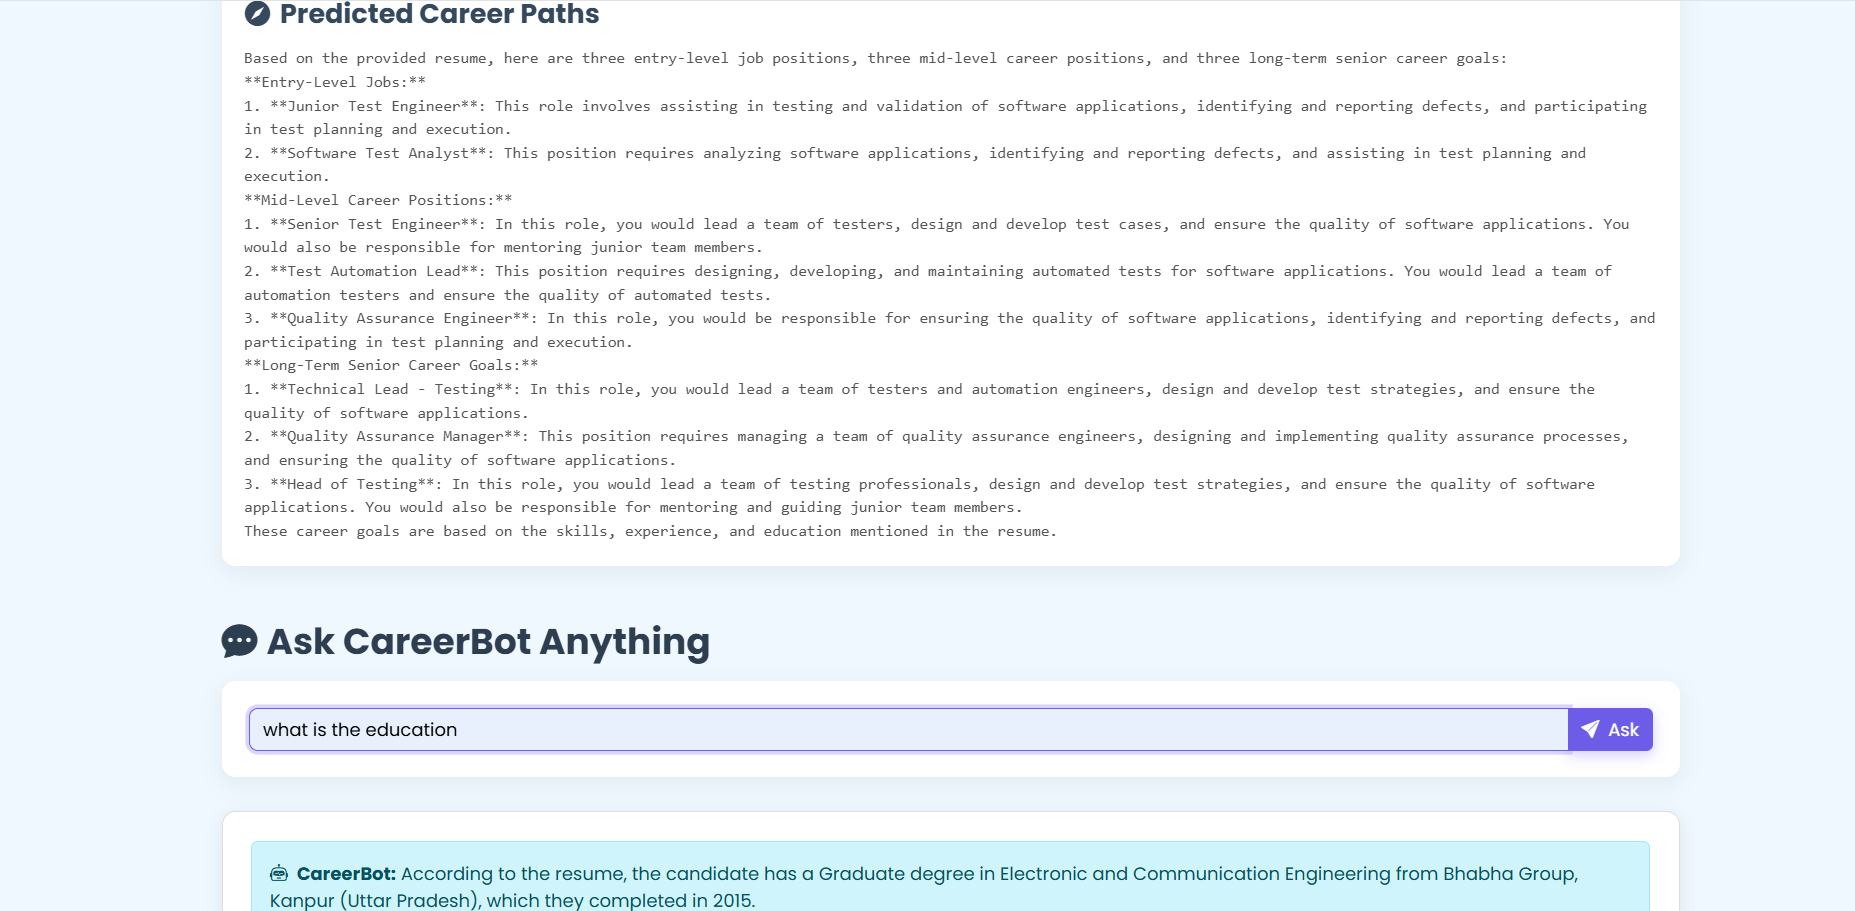 Predicted Career Paths
Based on the provided resume, here are three entry-level job positions, three mid-level career positions, and three long-term senior career goals:
**Entry-Level Jobs:**
1. **Junior Test Engineer**: This role involves assisting in testing and validation of software applications, identifying and reporting defects, and participating
in test planning and execution.
2. **Software Test Analyst**: This position requires analyzing software applications, identifying and reporting defects, and assisting in test planning and
execution.
**Mid-Level Career Positions:**
1. **Senior Test Engineer**: In this role, you would lead a team of testers, design and develop test cases, and ensure the quality of software applications. You
would also be responsible for mentoring junior team members.
2. **Test Automation Lead**: This position requires designing, developing, and maintaining automated tests for software applications. You would lead a team of
automation testers and ensure the quality of automated tests.
3. **Quality Assurance Engineer**: In this role, you would be responsible for ensuring the quality of software applications, identifying and reporting defects, and
participating in test planning and execution.
**Long-Term Senior Career Goals:**
1. **Technical Lead - Testing**: In this role, you would lead a team of testers and automation engineers, design and develop test strategies, and ensure the
quality of software applications.
2. **Quality Assurance Manager**: This position requires managing a team of quality assurance engineers, designing and implementing quality assurance processes,
and ensuring the quality of software applications.
3. **Head of Testing**: In this role, you would lead a team of testing professionals, design and develop test strategies, and ensure the quality of software
applications. You would also be responsible for mentoring and guiding junior team members.
These career goals are based on the skills, experience, and education mentioned in the resume.
Ask CareerBot Anything
what is the education
Ask
CareerBot: According to the resume, the candidate has a Graduate degree in Electronic and Communication Engineering from Bhabha Group,
Kanpur (Uttar Pradesh), which they completed in 2015.